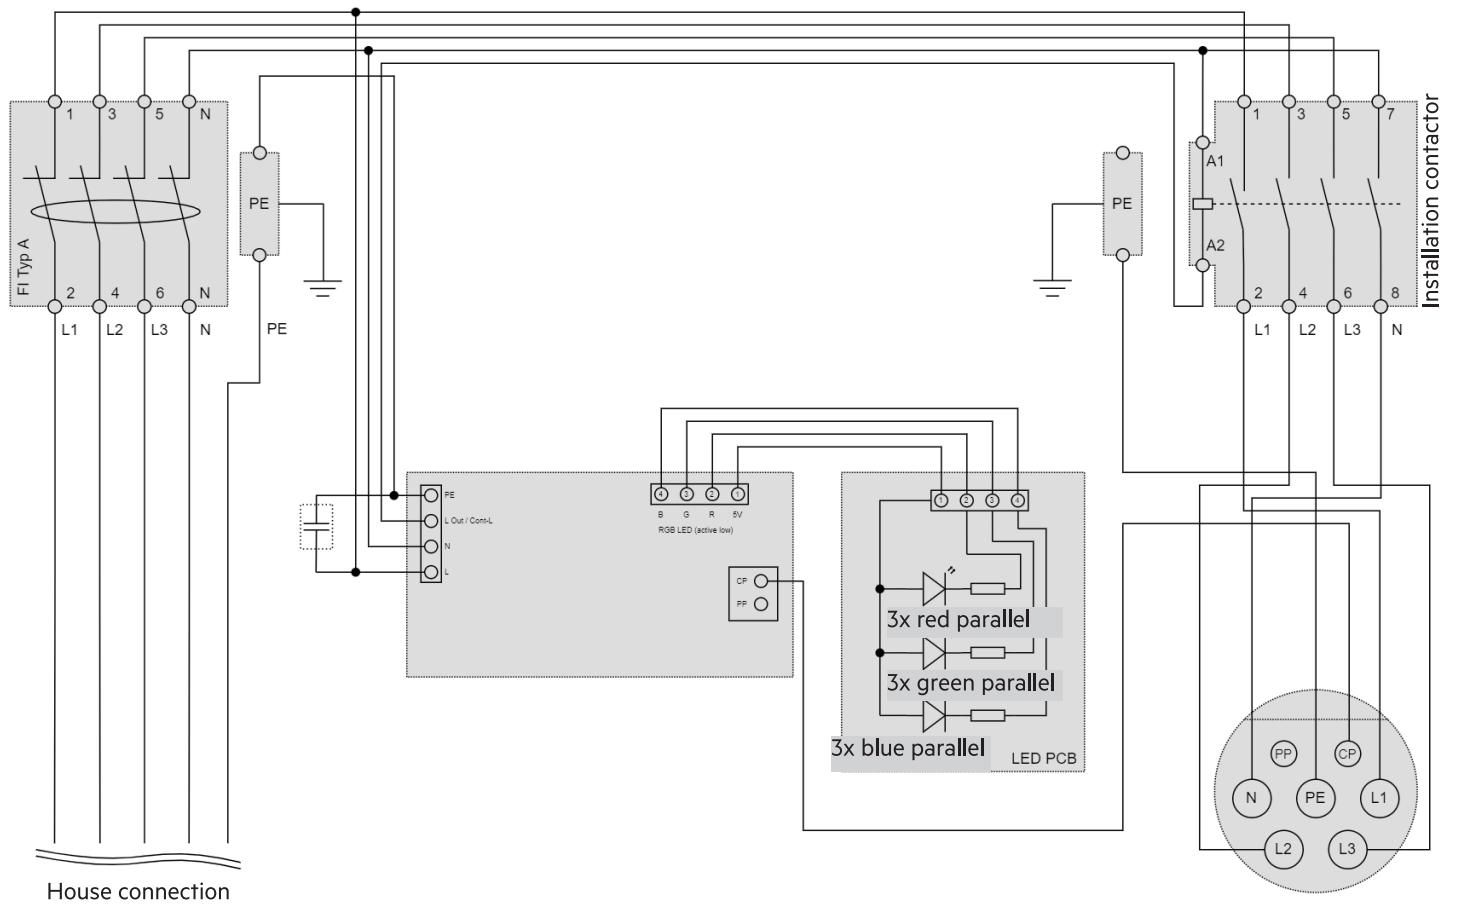 1 3 5 N
FI Typ A
2 4 6 N
L1 L2 L3 N PE
PE
PE
A1
A2
1 3 5 7
Installation contactor
2 4 6 8
L1 L2 L3 N
PE
L Out / Cont-L
N
L
4 3 2 1
B G R 5V
RGB LED (active low)
CP
PP
1 2 3 4
3x red parallel
3x green parallel
3x blue parallel
LED PCB
PP CP
N PE L1
L2 L3
House connection